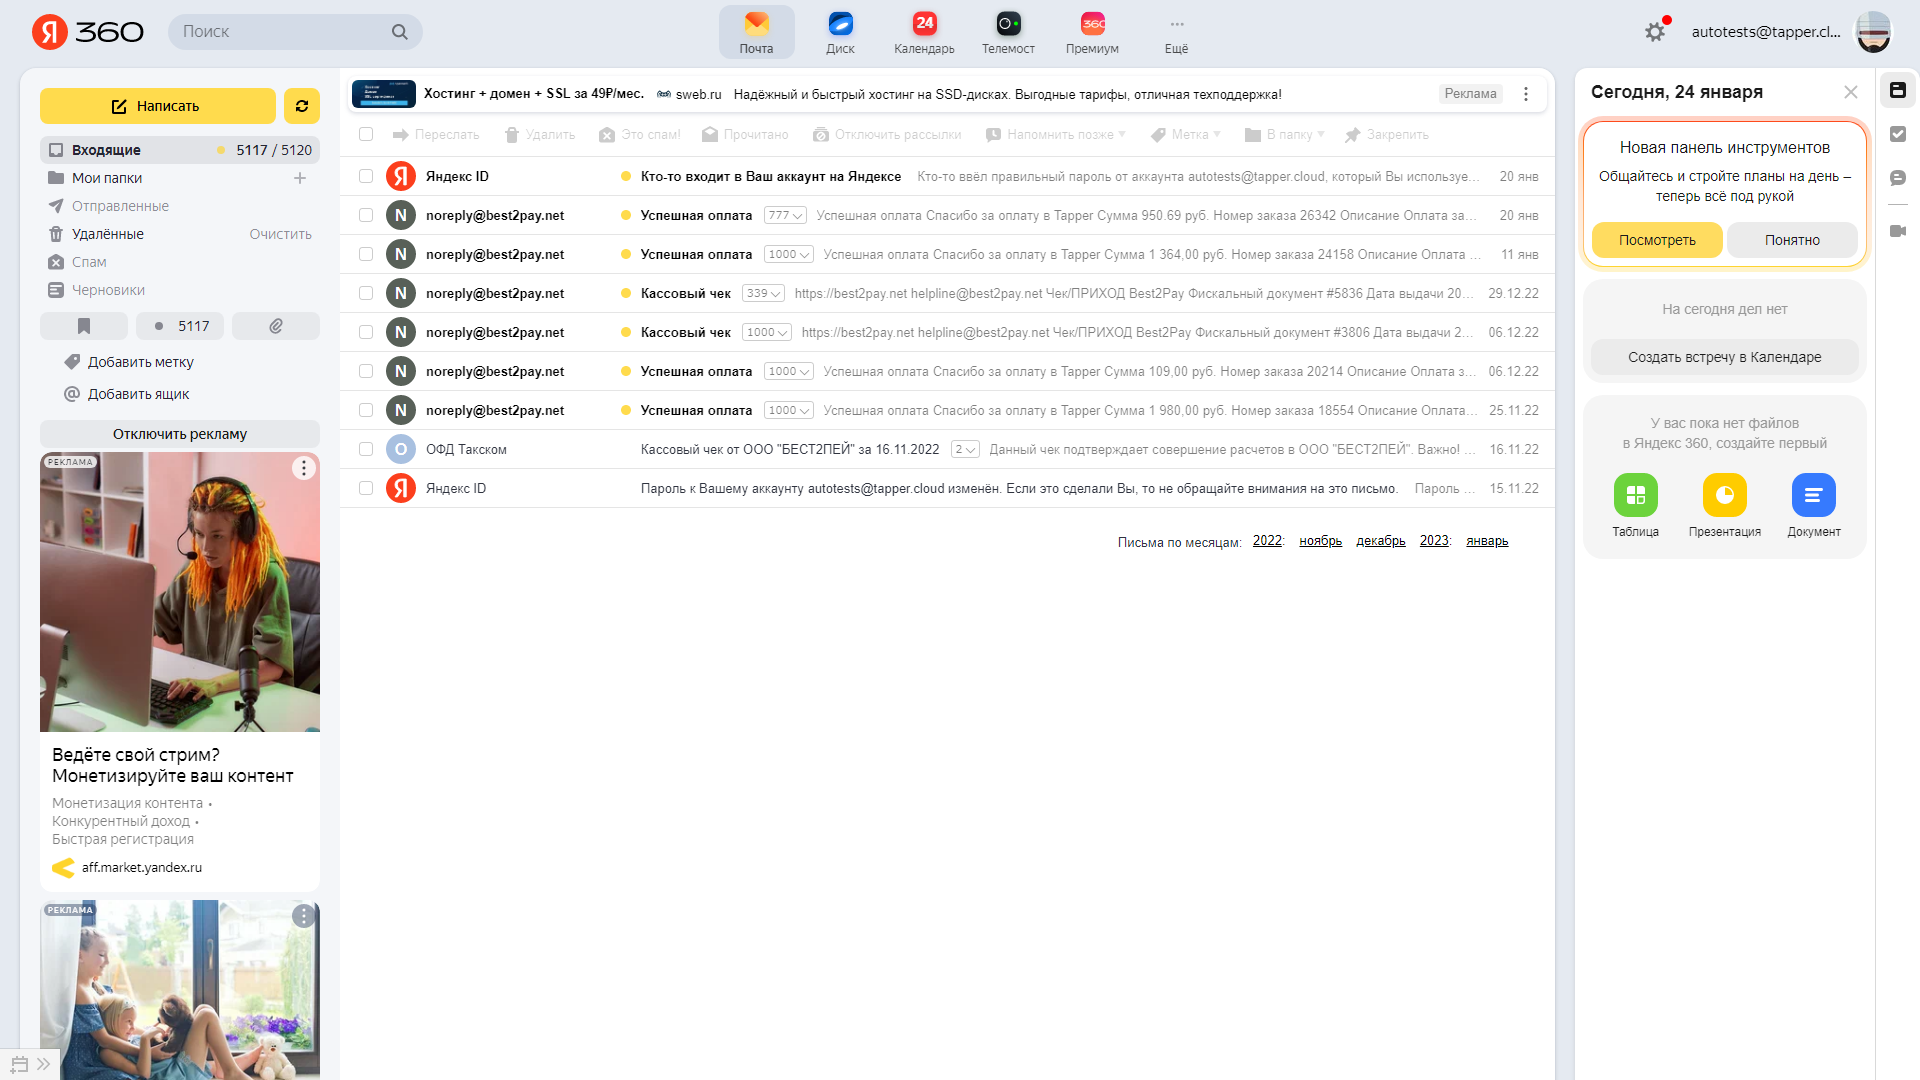 Я 360
Поиск
Почта
Диск
24
Календарь
Телемост
360
Премиум
Ещё
autotests@tapper.cl...
Написать
Входящие 5117 / 5120
Мои папки
Отправленные
Удалённые Очистить
Спам
Черновики
5117
Добавить метку
Добавить ящик
Отключить рекламу
РЕКЛАМА
Ведёте свой стрим?
Монетизируйте ваш контент
Монетизация контента •
Конкурентный доход •
Быстрая регистрация
aff.market.yandex.ru
РЕКЛАМА
Хостинг + домен + SSL за 49₽/мес. sweb.ru Надёжный и быстрый хостинг на SSD-дисках. Выгодные тарифы, отличная техподдержка! Реклама
Переслать Удалить Это спам! Прочитано Отключить рассылки Напомнить позже Метка В папку Закрепить
Я Яндекс ID Кто-то входит в Ваш аккаунт на Яндексе Кто-то ввёл правильный пароль от аккаунта autotests@tapper.cloud, который Вы используе... 20 янв
N noreply@best2pay.net Успешная оплата 777 Успешная оплата Спасибо за оплату в Tapper Сумма 950.69 руб. Номер заказа 26342 Описание Оплата за... 20 янв
N noreply@best2pay.net Успешная оплата 1000 Успешная оплата Спасибо за оплату в Tapper Сумма 1 364,00 руб. Номер заказа 24158 Описание Оплата ... 11 янв
N noreply@best2pay.net Кассовый чек 339 https://best2pay.net helpline@best2pay.net Чек/ПРИХОД Best2Pay Фискальный документ #5836 Дата выдачи 20... 29.12.22
N noreply@best2pay.net Кассовый чек 1000 https://best2pay.net helpline@best2pay.net Чек/ПРИХОД Best2Pay Фискальный документ #3806 Дата выдачи 2... 06.12.22
N noreply@best2pay.net Успешная оплата 1000 Успешная оплата Спасибо за оплату в Tapper Сумма 109,00 руб. Номер заказа 20214 Описание Оплата з... 06.12.22
N noreply@best2pay.net Успешная оплата 1000 Успешная оплата Спасибо за оплату в Tapper Сумма 1 980,00 руб. Номер заказа 18554 Описание Оплата... 25.11.22
О ОФД Такском Кассовый чек от ООО "БЕСТ2ПЕЙ" за 16.11.2022 2 Данный чек подтверждает совершение расчетов в ООО "БЕСТ2ПЕЙ". Важно! ... 16.11.22
Я Яндекс ID Пароль к Вашему аккаунту autotests@tapper.cloud изменён. Если это сделали Вы, то не обращайте внимания на это письмо. Пароль ... 15.11.22
Письма по месяцам: 2022: ноябрь декабрь 2023: январь
Сегодня, 24 января
Новая панель инструментов
Общайтесь и стройте планы на день –
теперь всё под рукой
Посмотреть Понятно
На сегодня дел нет
Создать встречу в Календаре
У вас пока нет файлов
в Яндекс 360, создайте первый
Таблица Презентация Документ